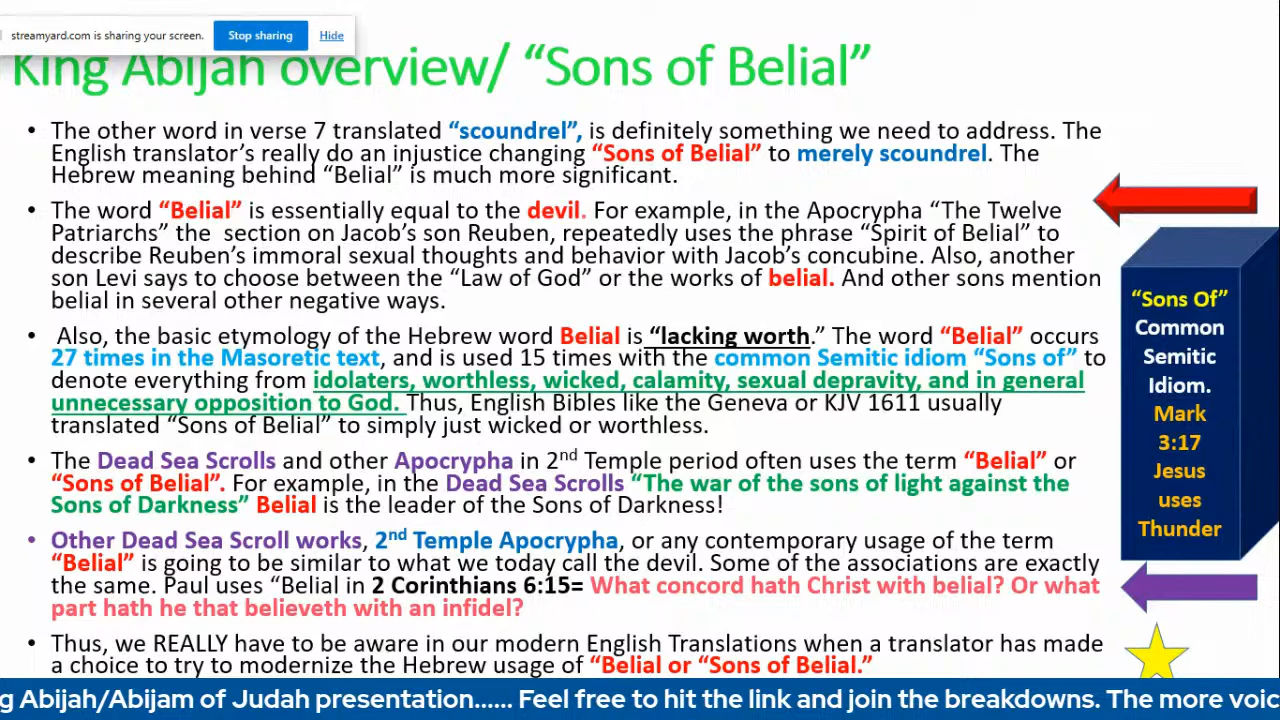 streamyard.com is sharing your screen. Stop sharing Hide
King Abijah overview/ “Sons of Belial”
• The other word in verse 7 translated “scoundrel”, is definitely something we need to address. The
English translator’s really do an injustice changing “Sons of Belial” to merely scoundrel. The
Hebrew meaning behind “Belial” is much more significant.
• The word “Belial” is essentially equal to the devil. For example, in the Apocrypha “The Twelve
Patriarchs” the section on Jacob’s son Reuben, repeatedly uses the phrase “Spirit of Belial” to
describe Reuben’s immoral sexual thoughts and behavior with Jacob’s concubine. Also, another
son Levi says to choose between the “Law of God” or the works of belial. And other sons mention
belial in several other negative ways.
• Also, the basic etymology of the Hebrew word Belial is “lacking worth.” The word “Belial” occurs
27 times in the Masoretic text, and is used 15 times with the common Semitic idiom “Sons of” to
denote everything from idolaters, worthless, wicked, calamity, sexual depravity, and in general
unnecessary opposition to God. Thus, English Bibles like the Geneva or KJV 1611 usually
translated “Sons of Belial” to simply just wicked or worthless.
• The Dead Sea Scrolls and other Apocrypha in 2nd Temple period often uses the term “Belial” or
“Sons of Belial”. For example, in the Dead Sea Scrolls “The war of the sons of light against the
Sons of Darkness” Belial is the leader of the Sons of Darkness!
• Other Dead Sea Scroll works, 2nd Temple Apocrypha, or any contemporary usage of the term
“Belial” is going to be similar to what we today call the devil. Some of the associations are exactly
the same. Paul uses “Belial in 2 Corinthians 6:15= What concord hath Christ with belial? Or what
part hath he that believeth with an infidel?
• Thus, we REALLY have to be aware in our modern English Translations when a translator has made
a choice to try to modernize the Hebrew usage of “Belial or “Sons of Belial.”
“Sons Of”
Common
Semitic
Idiom.
Mark
3:17
Jesus
uses
Thunder
g Abijah/Abijam of Judah presentation...... Feel free to hit the link and join the breakdowns. The more voic